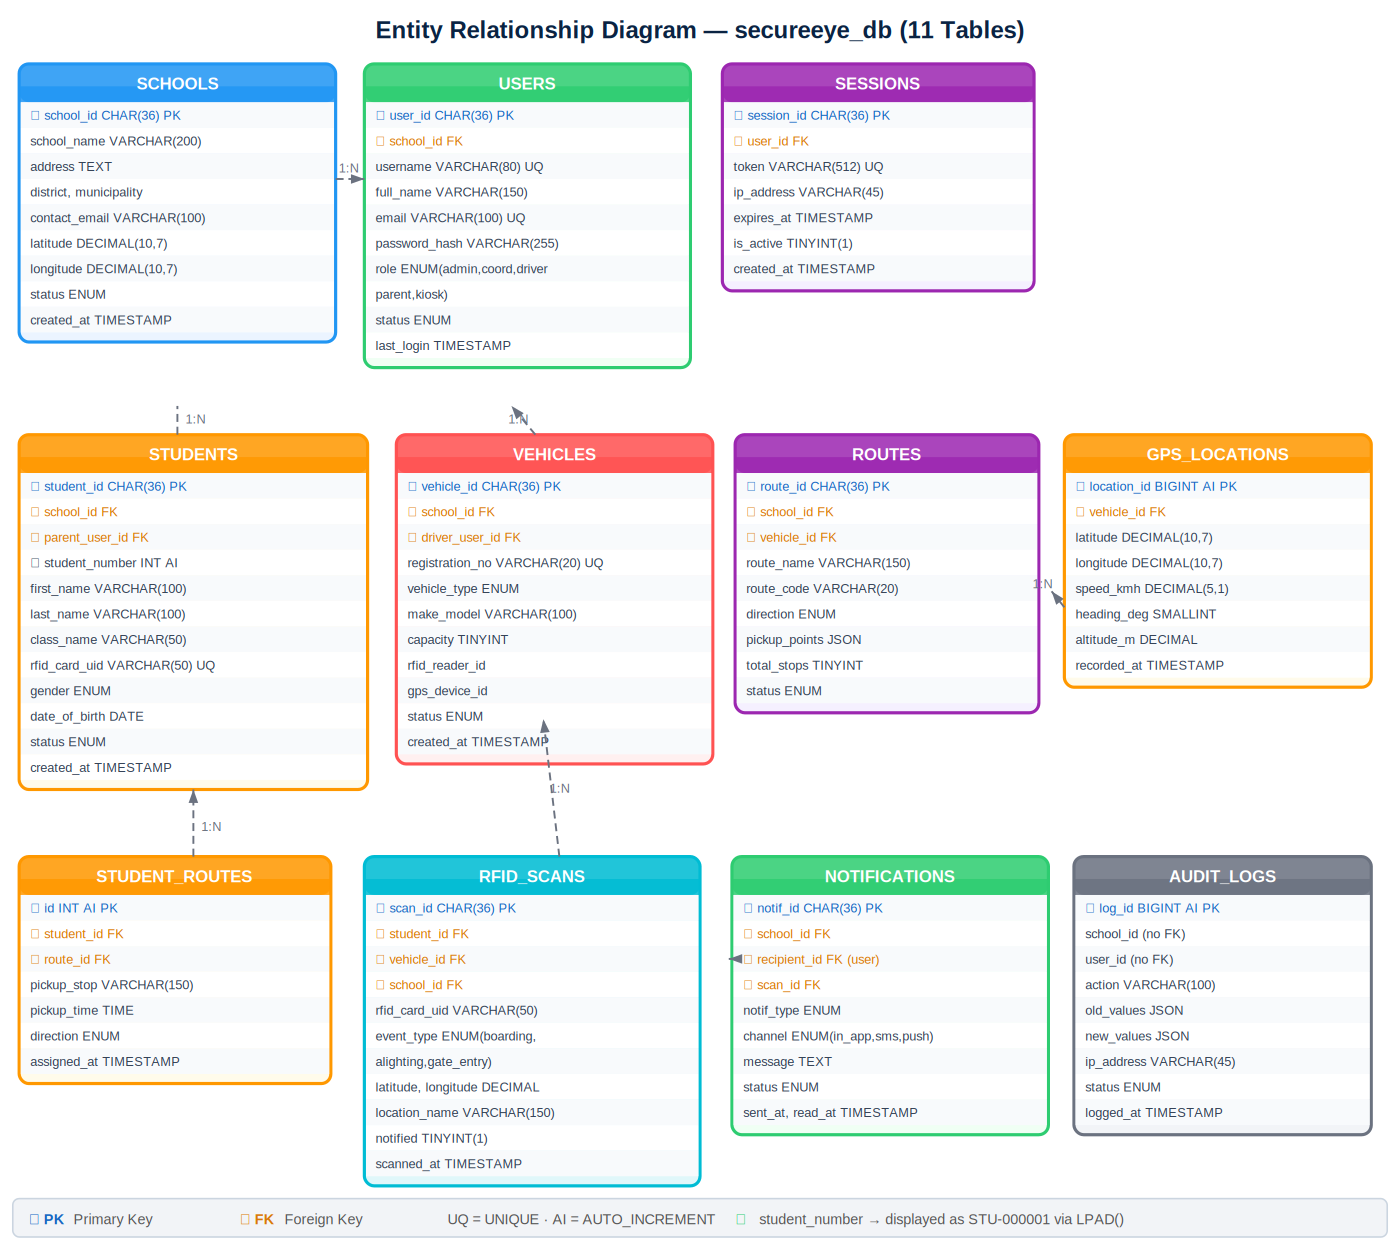 Entity Relationship Diagram — secureeye_db (11 Tables)
SCHOOLS
school_id CHAR(36) PK
school_name VARCHAR(200)
address TEXT
district, municipality
contact_email VARCHAR(100)
latitude DECIMAL(10,7)
longitude DECIMAL(10,7)
status ENUM
created_at TIMESTAMP
1:N
USERS
user_id CHAR(36) PK
school_id FK
username VARCHAR(80) UQ
full_name VARCHAR(150)
email VARCHAR(100) UQ
password_hash VARCHAR(255)
role ENUM(admin,coord,driver
parent,kiosk)
status ENUM
last_login TIMESTAMP
SESSIONS
session_id CHAR(36) PK
user_id FK
token VARCHAR(512) UQ
ip_address VARCHAR(45)
expires_at TIMESTAMP
is_active TINYINT(1)
created_at TIMESTAMP
1:N
1:N
STUDENTS
student_id CHAR(36) PK
school_id FK
parent_user_id FK
student_number INT AI
first_name VARCHAR(100)
last_name VARCHAR(100)
class_name VARCHAR(50)
rfid_card_uid VARCHAR(50) UQ
gender ENUM
date_of_birth DATE
status ENUM
created_at TIMESTAMP
VEHICLES
vehicle_id CHAR(36) PK
school_id FK
driver_user_id FK
registration_no VARCHAR(20) UQ
vehicle_type ENUM
make_model VARCHAR(100)
capacity TINYINT
rfid_reader_id
gps_device_id
status ENUM
created_at TIMESTAMP
ROUTES
route_id CHAR(36) PK
school_id FK
vehicle_id FK
route_name VARCHAR(150)
route_code VARCHAR(20)
direction ENUM
pickup_points JSON
total_stops TINYINT
status ENUM
1:N
GPS_LOCATIONS
location_id BIGINT AI PK
vehicle_id FK
latitude DECIMAL(10,7)
longitude DECIMAL(10,7)
speed_kmh DECIMAL(5,1)
heading_deg SMALLINT
altitude_m DECIMAL
recorded_at TIMESTAMP
1:N
1:N
STUDENT_ROUTES
id INT AI PK
student_id FK
route_id FK
pickup_stop VARCHAR(150)
pickup_time TIME
direction ENUM
assigned_at TIMESTAMP
RFID_SCANS
scan_id CHAR(36) PK
student_id FK
vehicle_id FK
school_id FK
rfid_card_uid VARCHAR(50)
event_type ENUM(boarding,
alighting,gate_entry)
latitude, longitude DECIMAL
location_name VARCHAR(150)
notified TINYINT(1)
scanned_at TIMESTAMP
NOTIFICATIONS
notif_id CHAR(36) PK
school_id FK
recipient_id FK (user)
scan_id FK
notif_type ENUM
channel ENUM(in_app,sms,push)
message TEXT
status ENUM
sent_at, read_at TIMESTAMP
AUDIT_LOGS
log_id BIGINT AI PK
school_id (no FK)
user_id (no FK)
action VARCHAR(100)
old_values JSON
new_values JSON
ip_address VARCHAR(45)
status ENUM
logged_at TIMESTAMP
PK Primary Key FK Foreign Key UQ = UNIQUE · AI = AUTO_INCREMENT student_number → displayed as STU-000001 via LPAD()